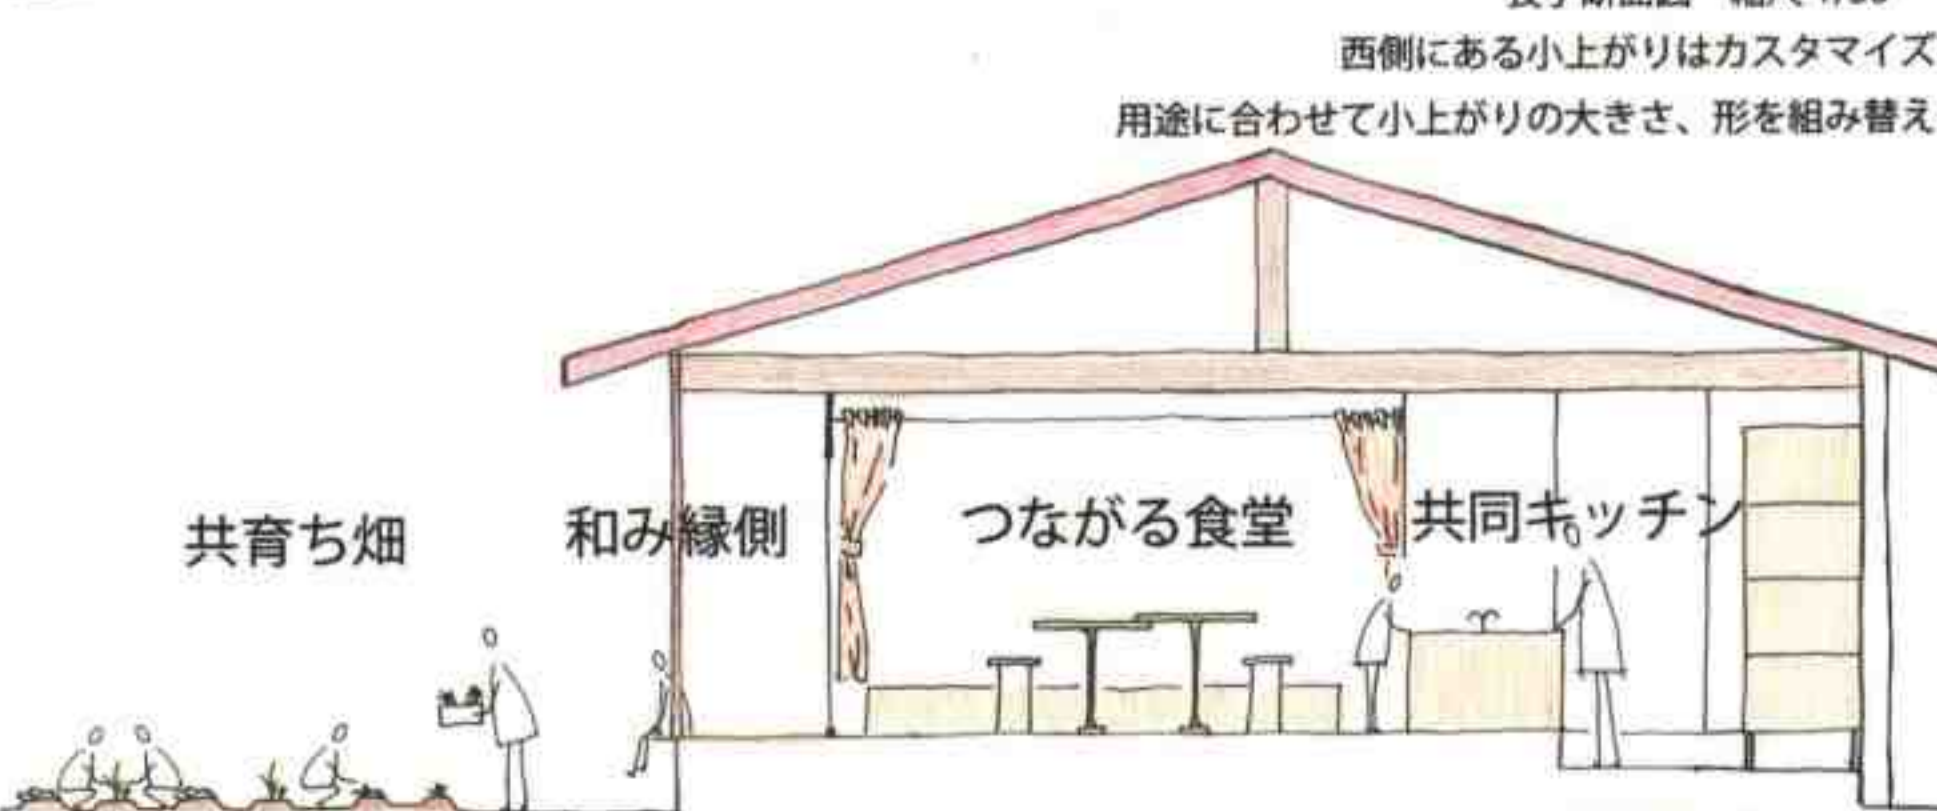 西側にある小上がりはカスタマイズ
用途に合わせて小上がりの大きさ、形を組み替え
共育ち畑
和み縁側
つながる食堂
共同キッチン